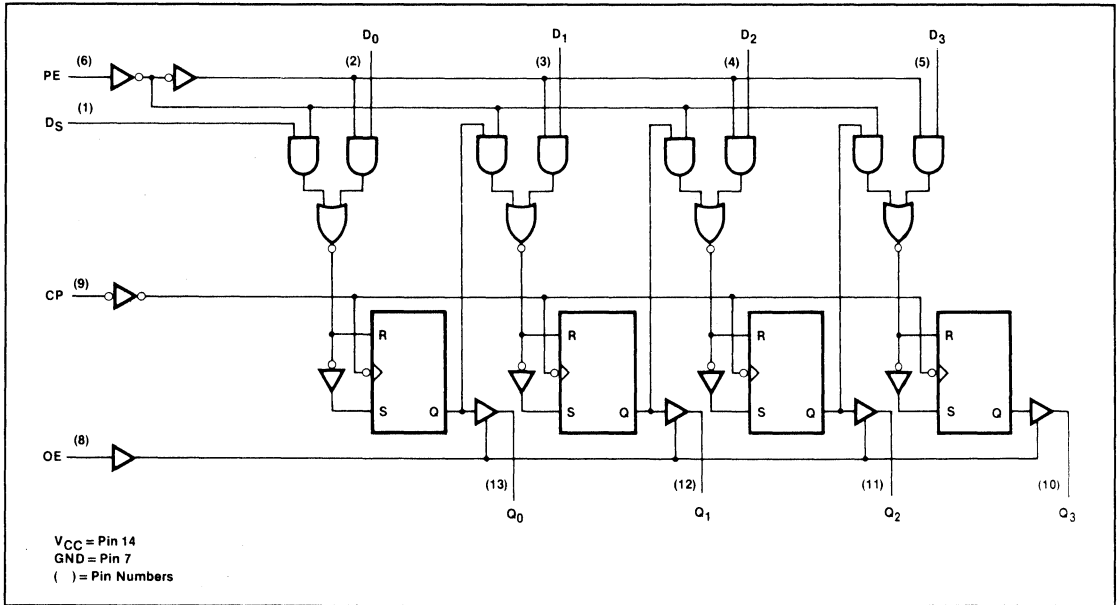 D0 D1 D2 D3
(6) (2) (3) (4) (5)
PE
(1)
DS
(9)
CP
R R R R
S Q S Q S Q S Q
(8)
OE
(13) (12) (11) (10)
Q0 Q1 Q2 Q3
VCC = Pin 14
GND = Pin 7
( ) = Pin Numbers